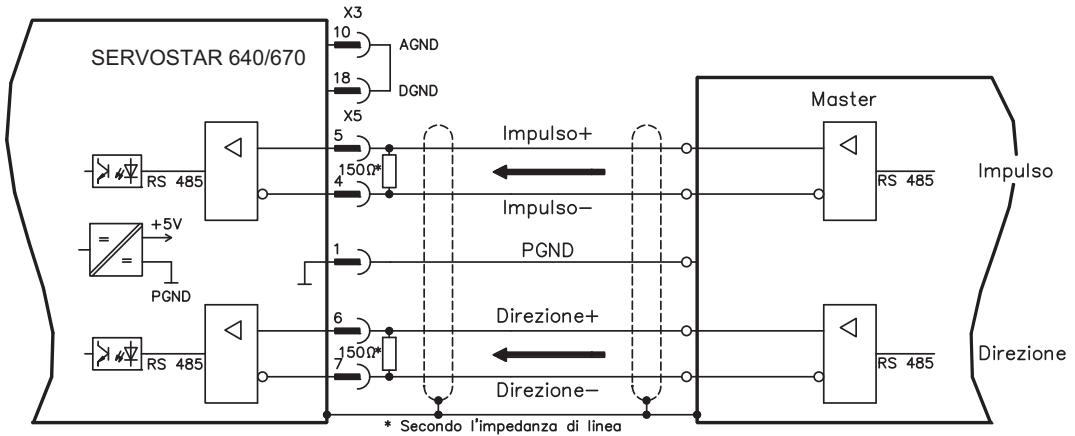 X3
10
AGND
SERVOSTAR 640/670
18
DGND
X5
Master
5
Impulso+
150Ω*
RS 485
RS 485
Impulso
4
Impulso-
+5V
1
PGND
PGND
6
Direzione+
150Ω*
RS 485
RS 485
Direzione
7
Direzione-
* Secondo l'impedanza di linea